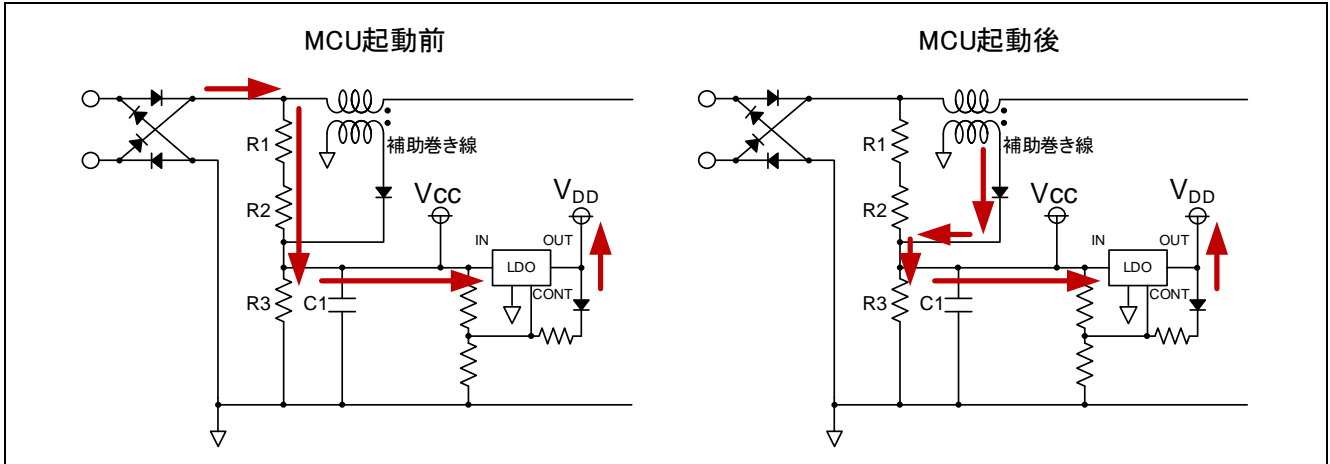 MCU起動前
R1
補助巻き線
R2
Vcc
VDD
IN
OUT
LDO
CONT
R3
C1
MCU起動後
R1
補助巻き線
R2
Vcc
VDD
IN
OUT
LDO
CONT
R3
C1